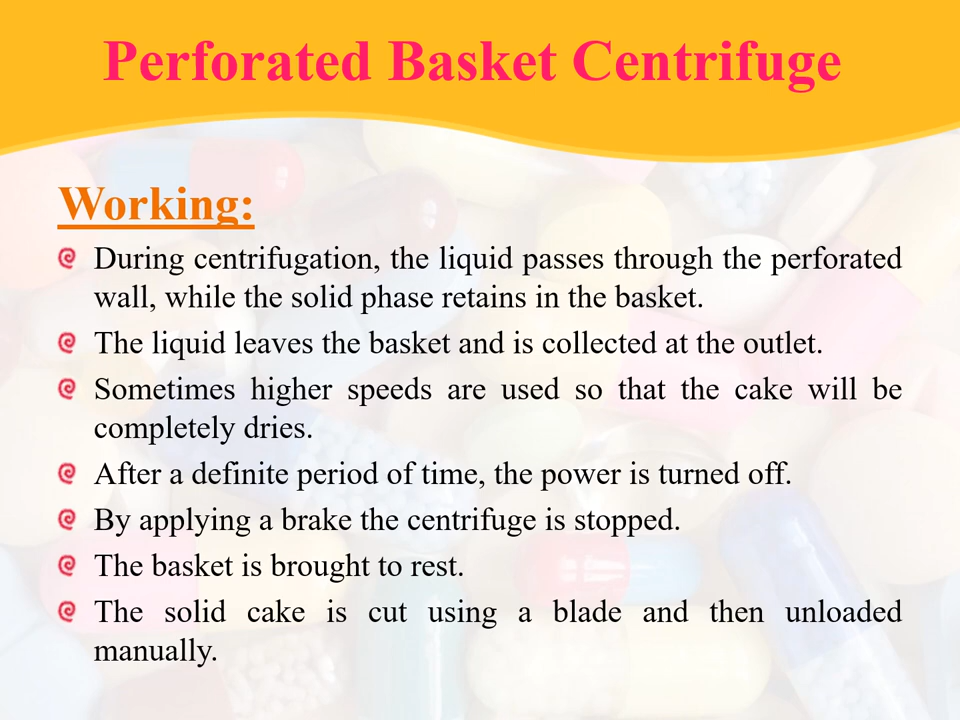 Perforated Basket Centrifuge
Working:
During centrifugation, the liquid passes through the perforated
wall, while the solid phase retains in the basket.
The liquid leaves the basket and is collected at the outlet.
Sometimes higher speeds are used so that the cake will be
completely dries.
After a definite period of time, the power is turned off.
By applying a brake the centrifuge is stopped.
The basket is brought to rest.
The solid cake is cut using a blade and then unloaded
manually.